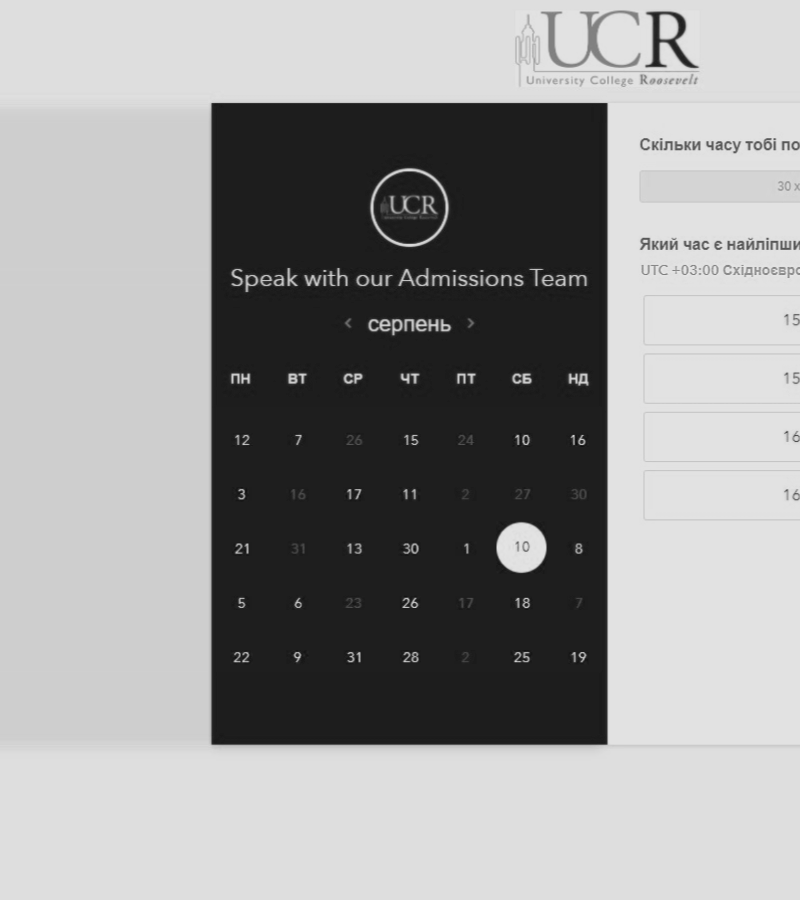 UCR
University College Roosevelt
UCR
Speak with our Admissions Team
< серпень >
ПН ВТ СР ЧТ ПТ СБ НД
12 7 26 15 24 10 16
3 16 17 11 2 27 30
21 31 13 30 1 10 8
5 6 23 26 17 18 7
22 9 31 28 2 25 19
Скільки часу тобі по
30 х
Який час є найліпши
UTC +03:00 Східноєвро
15
15
16
16